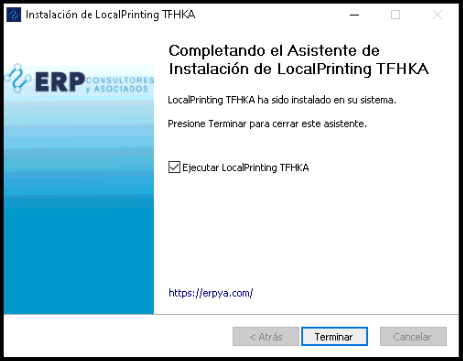 Instalación de LocalPrinting TFHKA
Completando el Asistente de
Instalación de LocalPrinting TFHKA
ERP CONSULTORES
y ASOCIADOS
LocalPrinting TFHKA ha sido instalado en su sistema.
Presione Terminar para cerrar este asistente.
Ejecutar LocalPrinting TFHKA
https://erpya.com/
< Atrás Terminar Cancelar